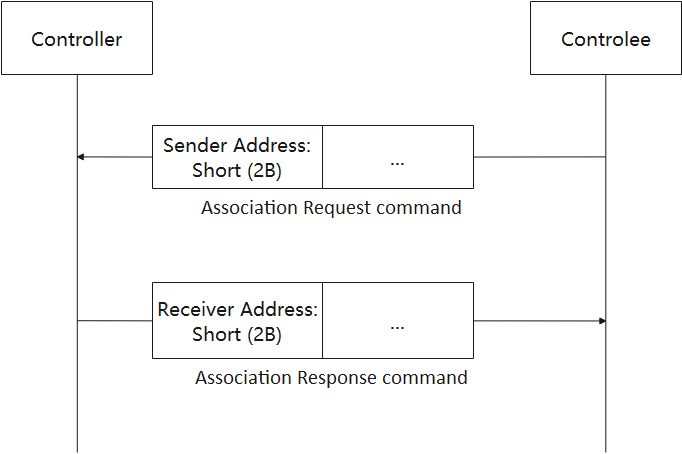 Controller
Controlee
Sender Address:
Short (2B)
...
Association Request command
Receiver Address:
Short (2B)
...
Association Response command